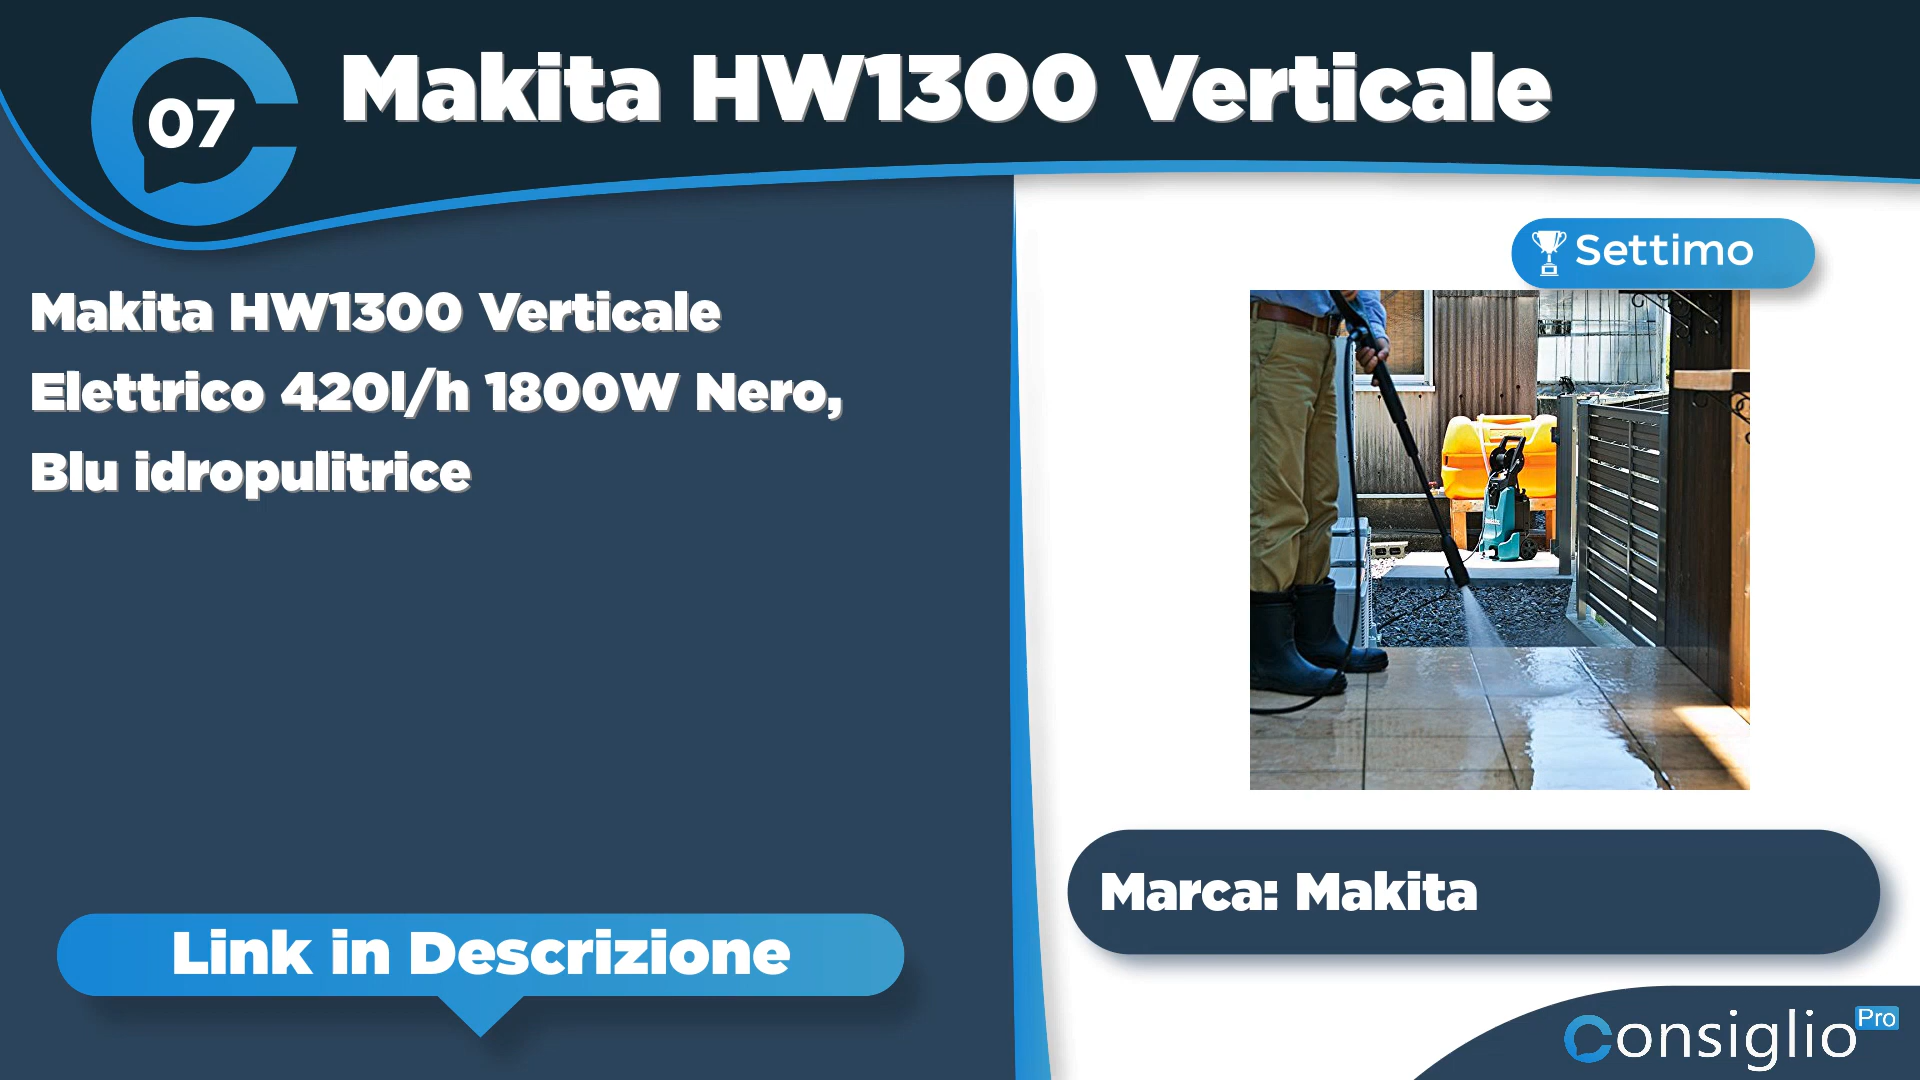 07
Makita HW1300 Verticale
Settimo
Makita HW1300 Verticale
Elettrico 420l/h 1800W Nero,
Blu idropulitrice
Marca: Makita
Link in Descrizione
Consiglio Pro